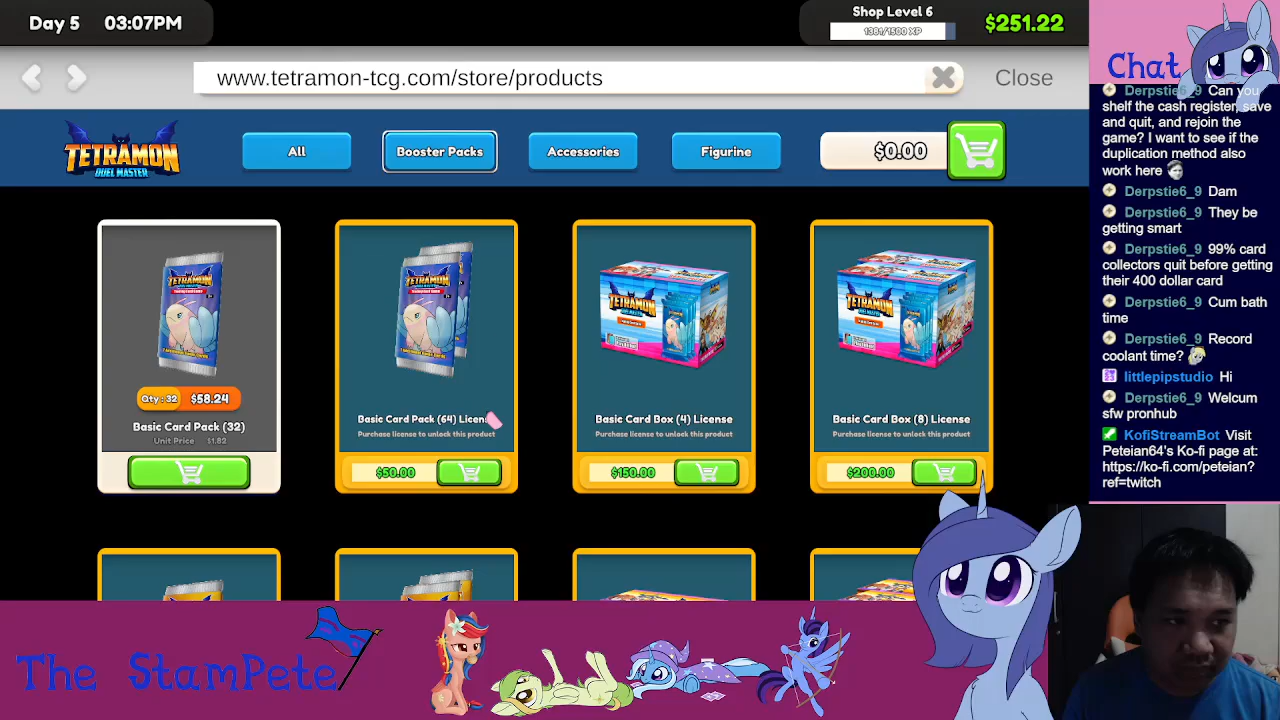 Day 5 03:07PM
Shop Level 6
1381/1500 XP
$251.22
www.tetramon-tcg.com/store/products
Close
TETRAMON
DUEL MASTER
All
Booster Packs
Accessories
Figurine
$0.00
Qty : 32 $58.24
Basic Card Pack (32)
Unit Price $1.82
Basic Card Pack (64) License
Purchase license to unlock this product
$50.00
Basic Card Box (4) License
Purchase license to unlock this product
$150.00
Basic Card Box (8) License
Purchase license to unlock this product
$200.00
TETRAMON
TETRAMON
TETRAMON
The StamPete
Chat
Derpstie6_9 Can you
shelf the cash register, save
and quit, and rejoin the
game? I want to see if the
duplication method also
work here
Derpstie6_9 Dam
Derpstie6_9 They be
getting smart
Derpstie6_9 99% card
collectors quit before getting
their 400 dollar card
Derpstie6_9 Cum bath
time
Derpstie6_9 Record
coolant time?
littlepipstudio Hi
Derpstie6_9 Welcum
sfw pronhub
KofiStreamBot Visit
Peteian64's Ko-fi page at:
https://ko-fi.com/peteian?
ref=twitch